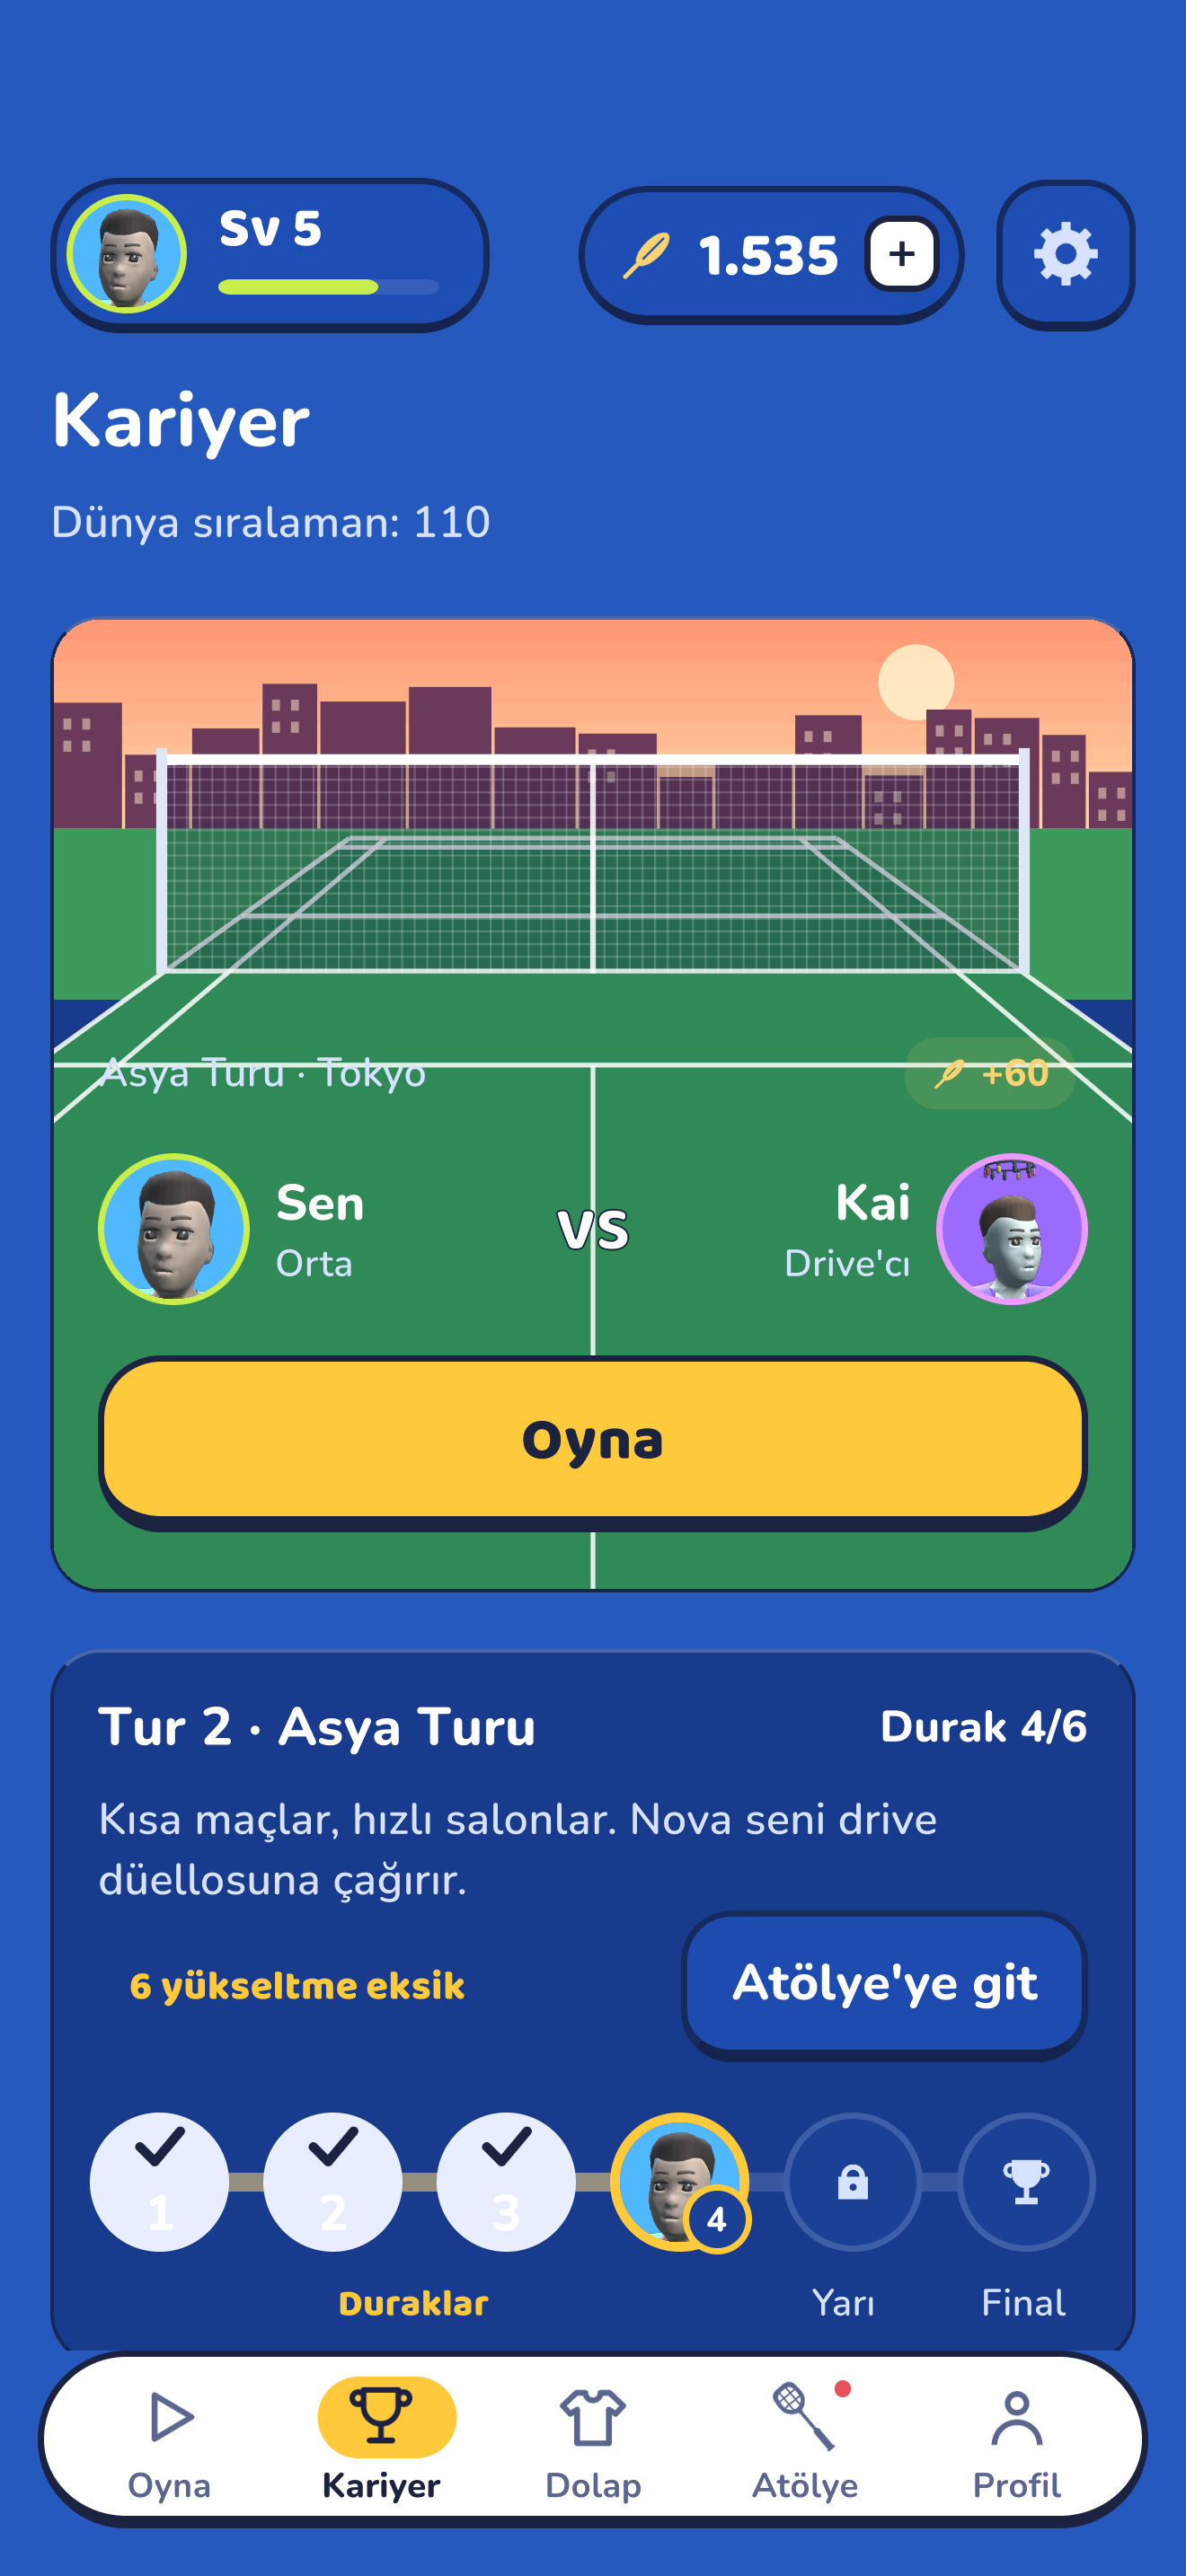 Sv 5
1.535
+
Kariyer
Dünya sıralaman: 110
Asya Turu · Tokyo
+60
Sen
Orta
VS
Kai
Drive'cı
Oyna
Tur 2 · Asya Turu
Durak 4/6
Kısa maçlar, hızlı salonlar. Nova seni drive
düellosuna çağırır.
6 yükseltme eksik
Atölye'ye git
1
2
3
4
Duraklar
Yarı
Final
Oyna
Kariyer
Dolap
Atölye
Profil